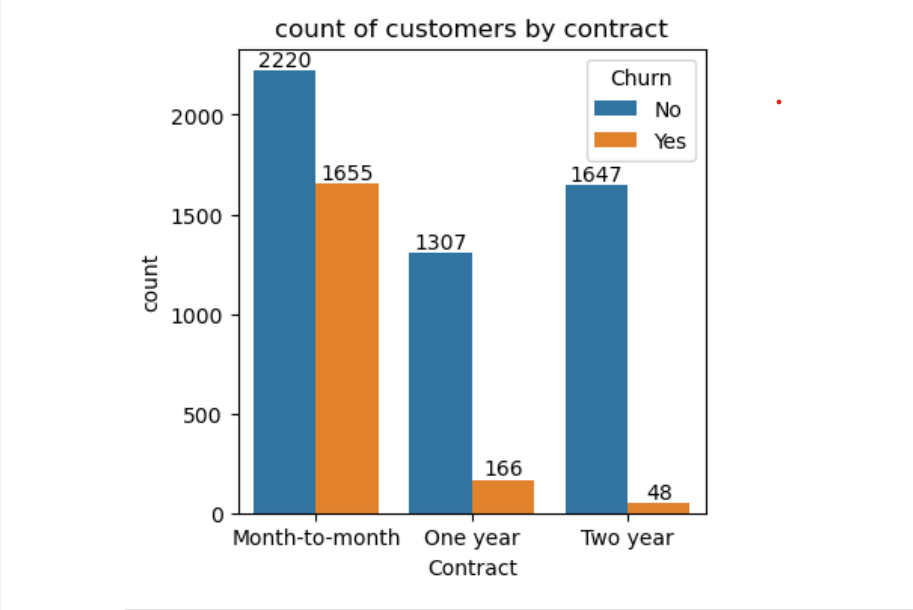 count of customers by contract
2220
1655
1307
166
1647
48
Churn
No
Yes
2000
1500
1000
500
0
count
Month-to-month One year Two year
Contract